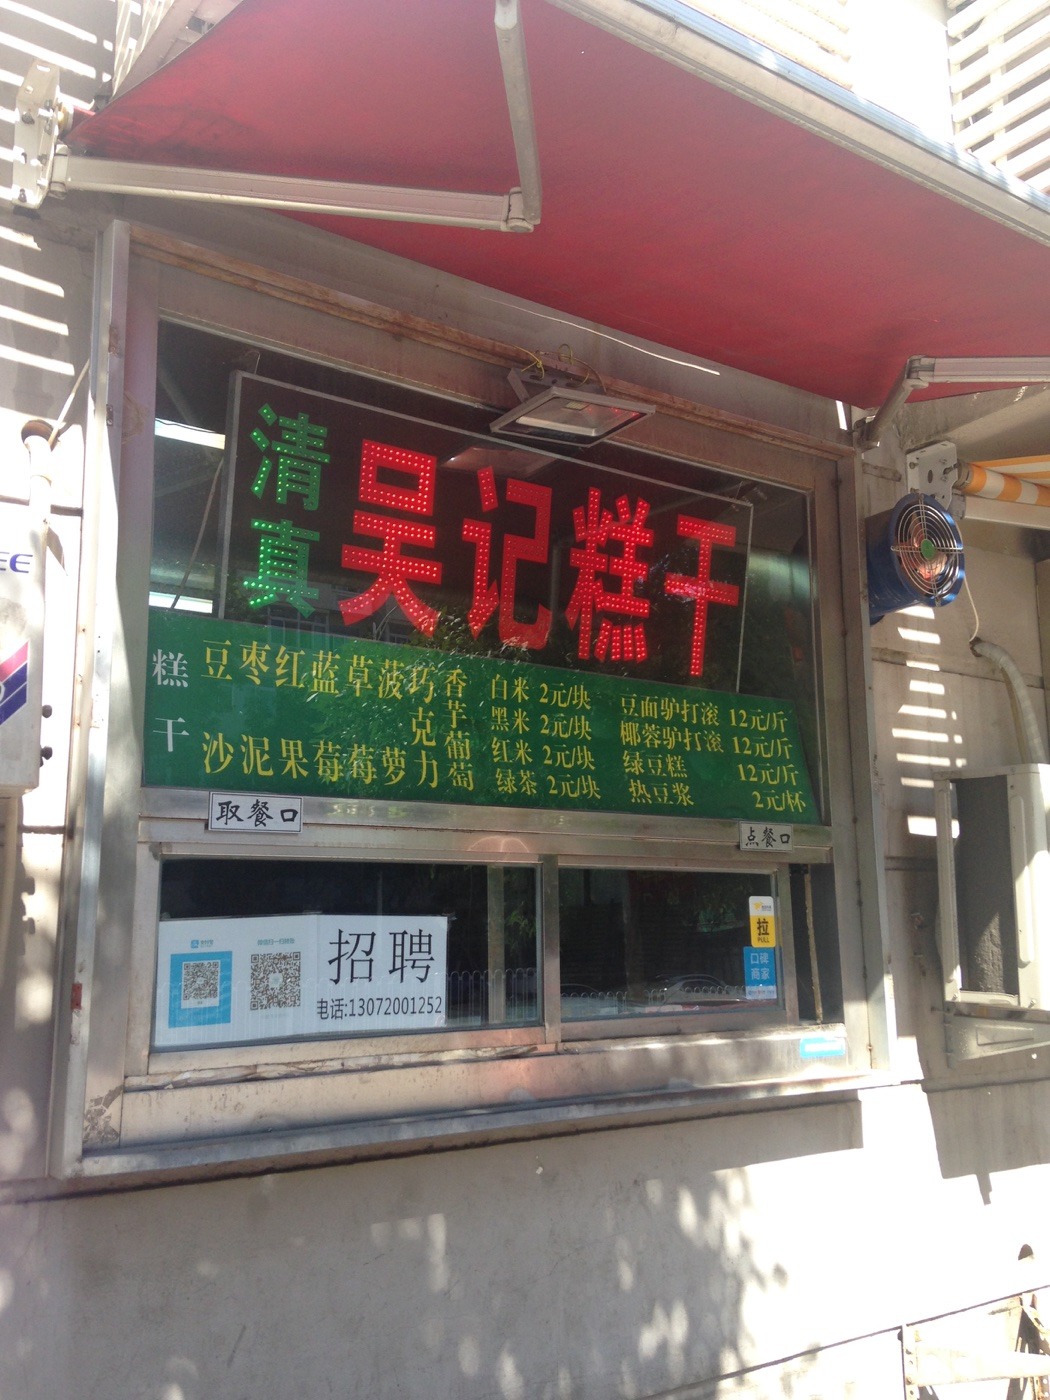 清真
吴记糕干
糕干
豆沙
枣泥
红果
蓝莓
草莓
菠萝
巧克力
香芋
葡萄
白米 2元/块
黑米 2元/块
红米 2元/块
绿茶 2元/块
豆面驴打滚 12元/斤
椰蓉驴打滚 12元/斤
绿豆糕 12元/斤
热豆浆 2元/杯
取餐口
点餐口
招聘
电话:13072001252
拉
PULL
口碑
商家